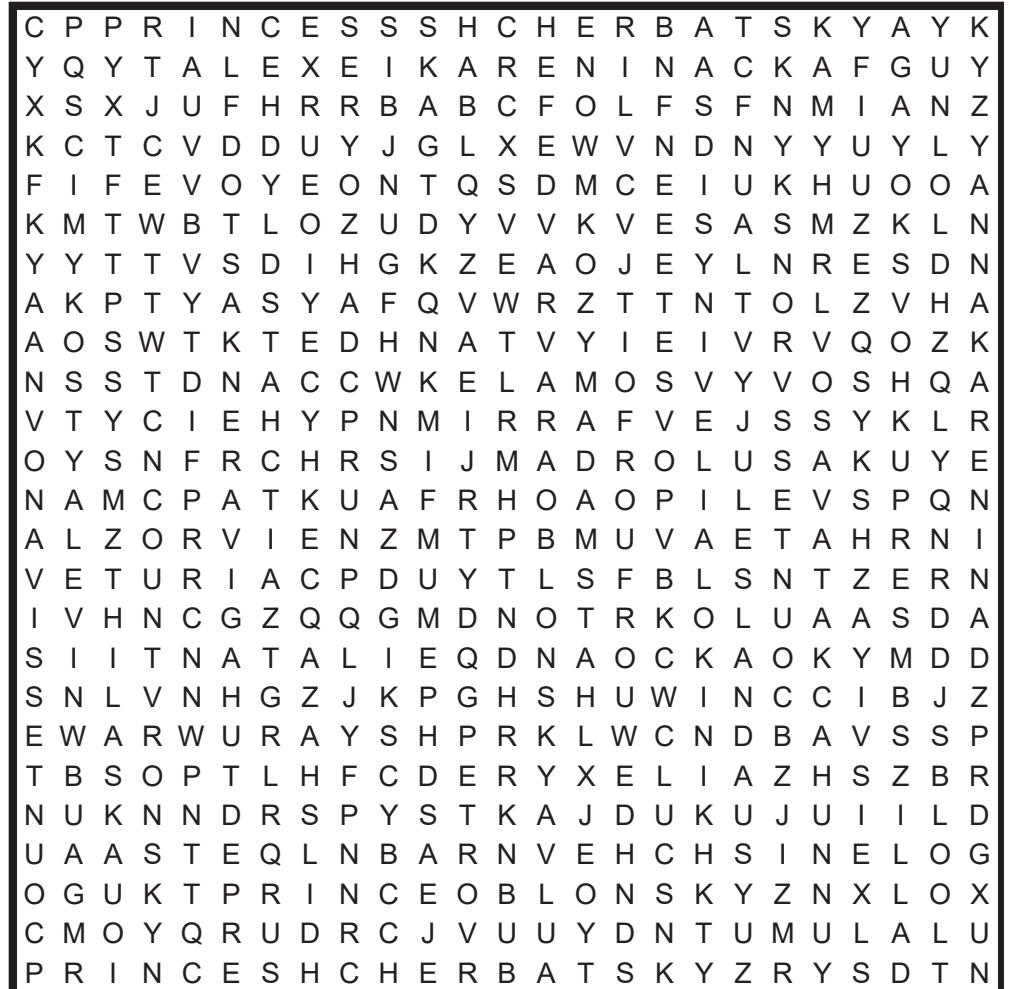 C P P R I N C E S S S H C H E R B A T S K Y A Y K
Y Q Y T A L E X E I K A R E N I N A C K A F G U Y
X S X J U F H R R B A B C F O L F S F N M I A N Z
K C T C V D D U Y J G L X E W V N D N Y Y U Y L Y
F I F E V O Y E O N T Q S D M C E I U K H U O O A
K M T W B T L O Z U D Y V V K V E S A S M Z K L N
Y Y T T V S D I H G K Z E A O J E Y L N R E S D N
A K P T Y A S Y A F Q V W R Z T T N T O L Z V H A
A O S W T K T E D H N A T V Y I E I V R V Q O Z K
N S S T D N A C C W K E L A M O S V Y V O S H Q A
V T Y C I E H Y P N M I R R A F V E J S S Y K L R
O Y S N F R C H R S I J M A D R O L U S A K U Y E
N A M C P A T K U A F R H O A O P I L E V S P Q N
A L Z O R V I E N Z M T P B M U V A E T A H R N I
V E T U R I A C P D U Y T L S F B L S N T Z E R N
I V H N C G Z Q Q G M D N O T R K O L U A A S D A
S I I T N A T A L I E Q D N A O C K A O K Y M D D
S N L V N H G Z J K P G H S H U W I N C C I B J Z
E W A R W U R A Y S H P R K L W C N D B A V S S P
T B S O P T L H F C D E R Y X E L I A Z H S Z B R
N U K N N D R S P Y S T K A J D U K U J U I I L D
U A A S T E Q L N B A R N V E H C H S I N E L O G
O G U K T P R I N C E O B L O N S K Y Z N X L O X
C M O Y Q R U D R C J V U U Y D N T U M U L A L U
P R I N C E S H C H E R B A T S K Y Z R Y S D T N